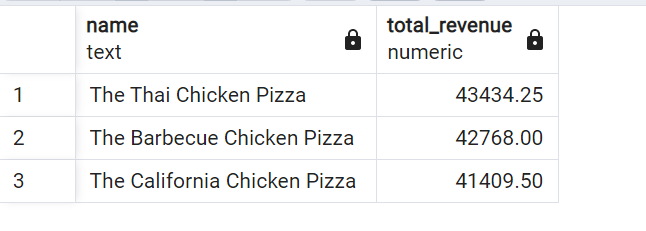 name total_revenue
text numeric
1 The Thai Chicken Pizza 43434.25
2 The Barbecue Chicken Pizza 42768.00
3 The California Chicken Pizza 41409.50